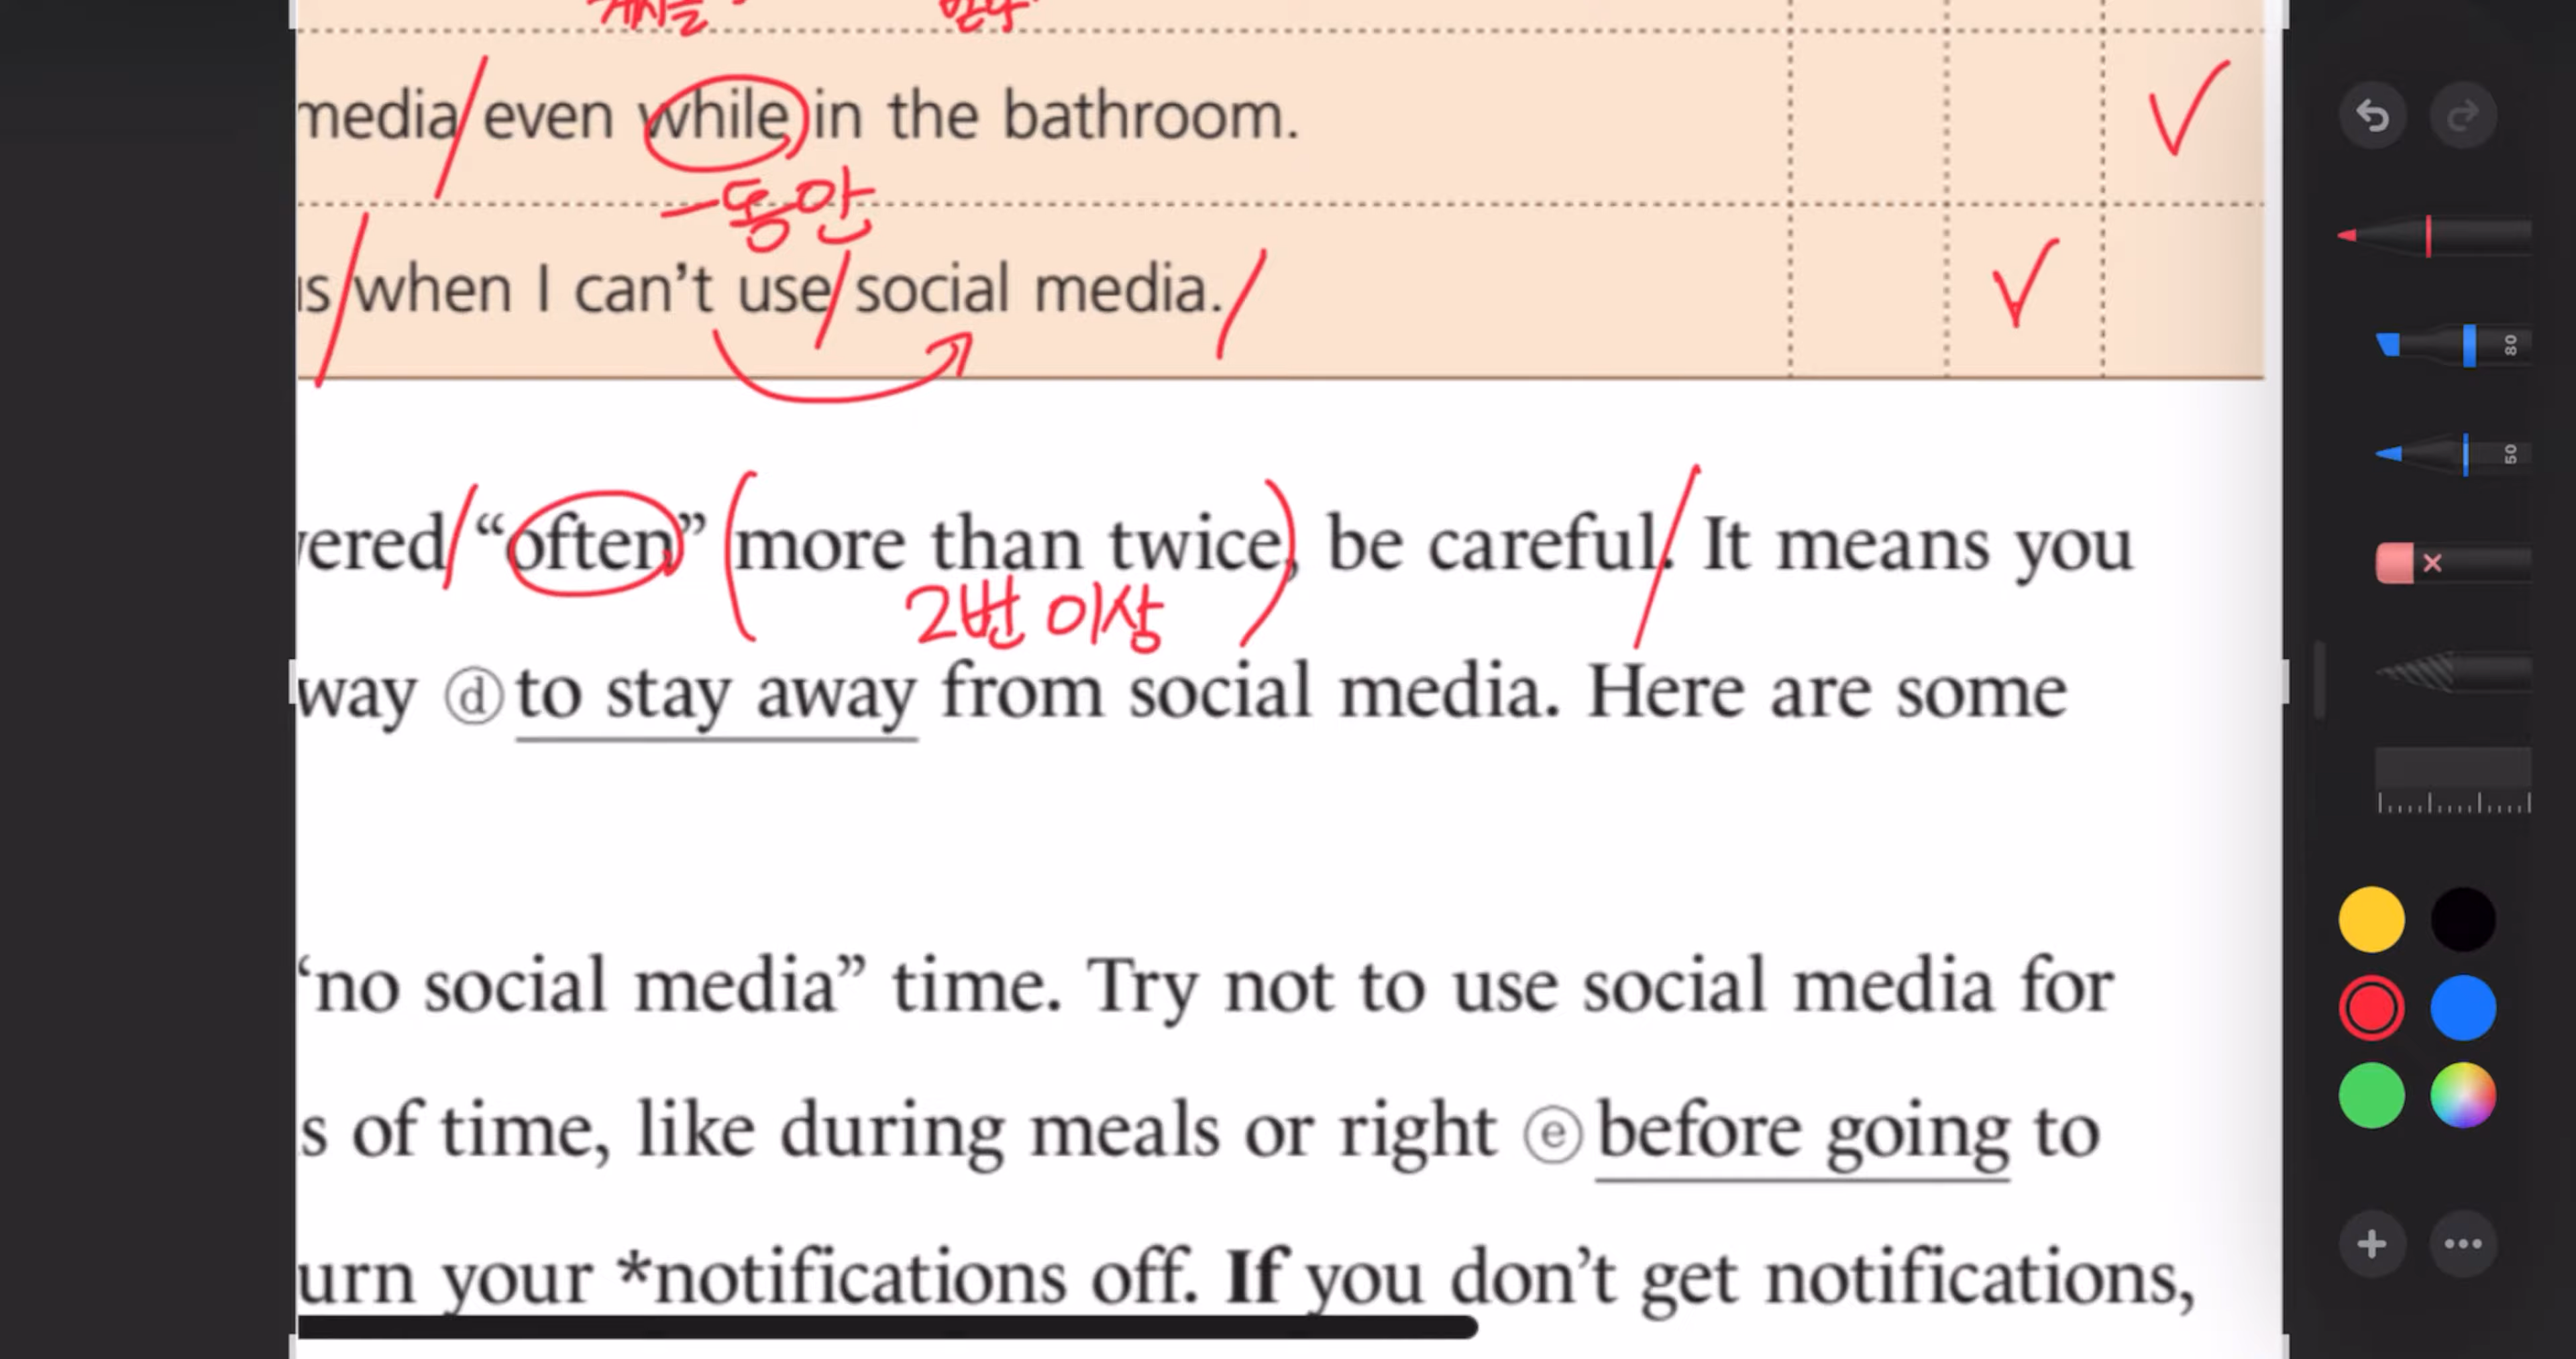 media even while in the bathroom.
~동안
when I can't use social media.
"often" (more than twice, be careful. It means you
2번 이상
way ⓓ to stay away from social media. Here are some
"no social media" time. Try not to use social media for
of time, like during meals or right ⓔ before going to
your *notifications off. If you don't get notifications,
80
50